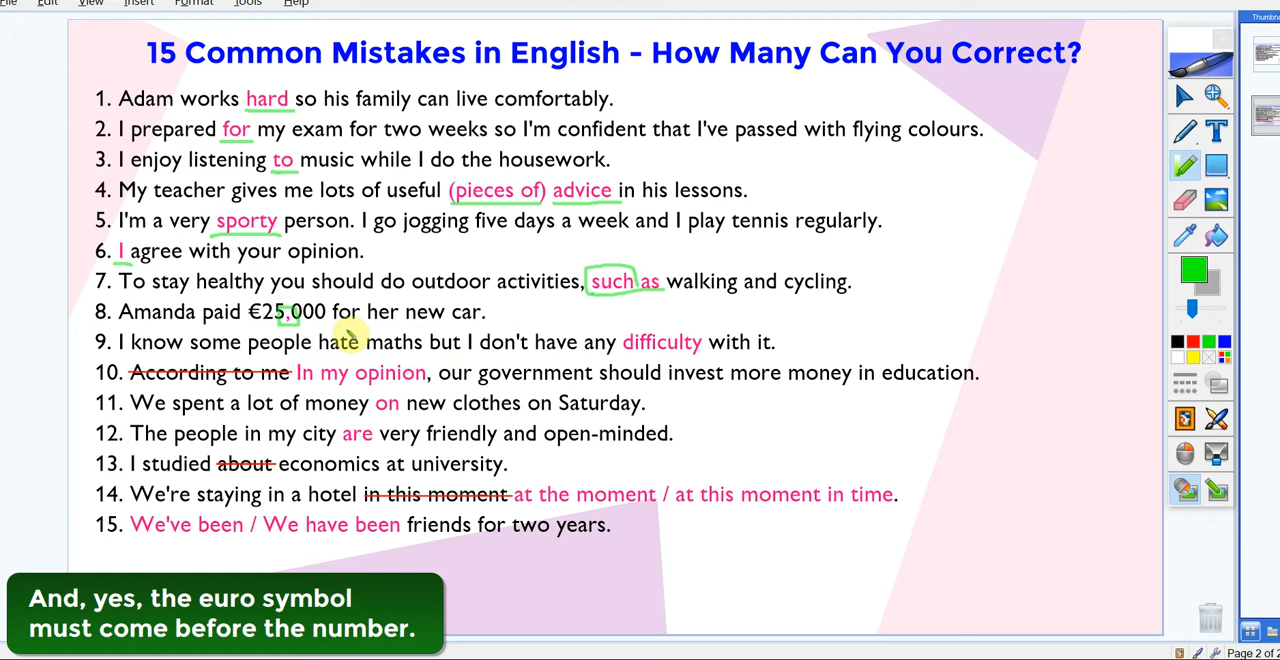 File Edit View Insert Format Tools Help
15 Common Mistakes in English - How Many Can You Correct?
1. Adam works hard so his family can live comfortably.
2. I prepared for my exam for two weeks so I'm confident that I've passed with flying colours.
3. I enjoy listening to music while I do the housework.
4. My teacher gives me lots of useful (pieces of) advice in his lessons.
5. I'm a very sporty person. I go jogging five days a week and I play tennis regularly.
6. I agree with your opinion.
7. To stay healthy you should do outdoor activities, such as walking and cycling.
8. Amanda paid €25,000 for her new car.
9. I know some people hate maths but I don't have any difficulty with it.
10. According to me In my opinion, our government should invest more money in education.
11. We spent a lot of money on new clothes on Saturday.
12. The people in my city are very friendly and open-minded.
13. I studied about economics at university.
14. We're staying in a hotel in this moment at the moment / at this moment in time.
15. We've been / We have been friends for two years.
And, yes, the euro symbol
must come before the number.
Page 2 of 2